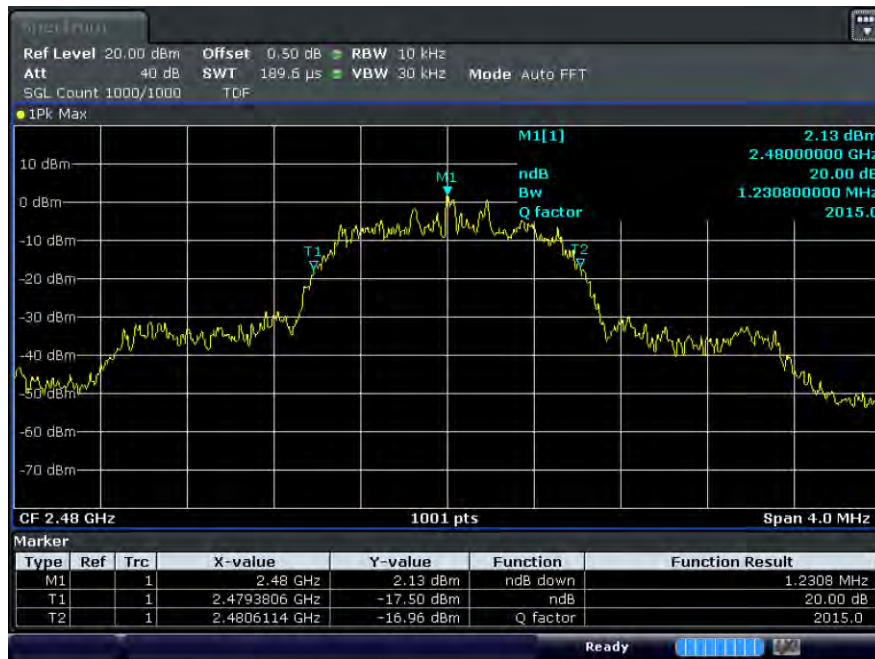 Spectrum
Ref Level 20.00 dBm Offset 0.50 dB RBW 10 kHz
Att 40 dB SWT 189.6 µs VBW 30 kHz Mode Auto FFT
SGL Count 1000/1000 TDF
1Pk Max
M1[1] 2.13 dBm
2.48000000 GHz
10 dBm
ndB 20.00 dB
M1
Bw 1.230800000 MHz
0 dBm
Q factor 2015.0
-10 dBm
T1 T2
-20 dBm
-30 dBm
-40 dBm
-50 dBm
-60 dBm
-70 dBm
CF 2.48 GHz 1001 pts Span 4.0 MHz
Marker
Type Ref Trc X-value Y-value Function Function Result
M1 1 2.48 GHz 2.13 dBm ndB down 1.2308 MHz
T1 1 2.4793806 GHz -17.50 dBm ndB 20.00 dB
T2 1 2.4806114 GHz -16.96 dBm Q factor 2015.0
Ready